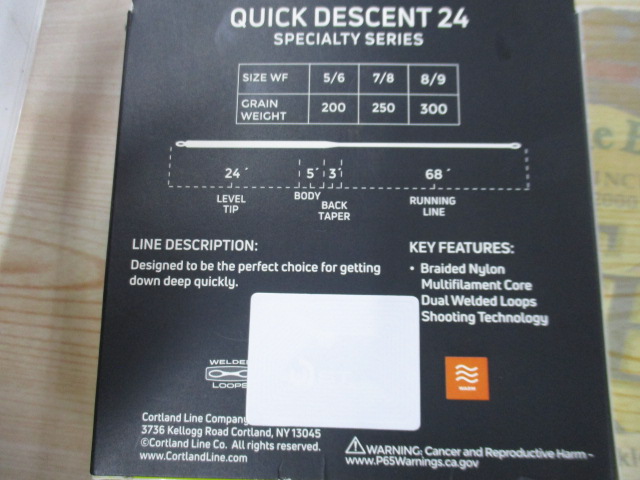 QUICK DESCENT 24
SPECIALTY SERIES
SIZE WF 5/6 7/8 8/9
GRAIN WEIGHT 200 250 300
24´ 5´ 3´ 68´
LEVEL TIP
BODY
BACK TAPER
RUNNING LINE
LINE DESCRIPTION:
Designed to be the perfect choice for getting
down deep quickly.
KEY FEATURES:
• Braided Nylon
Multifilament Core
Dual Welded Loops
Shooting Technology
WELDED
LOOPS
WARM
Cortland Line Company
3736 Kellogg Road Cortland, NY 13045
©Cortland Line Co. All rights reserved.
www.CortlandLine.com
WARNING: Cancer and Reproductive Harm -
www.P65Warnings.ca.gov